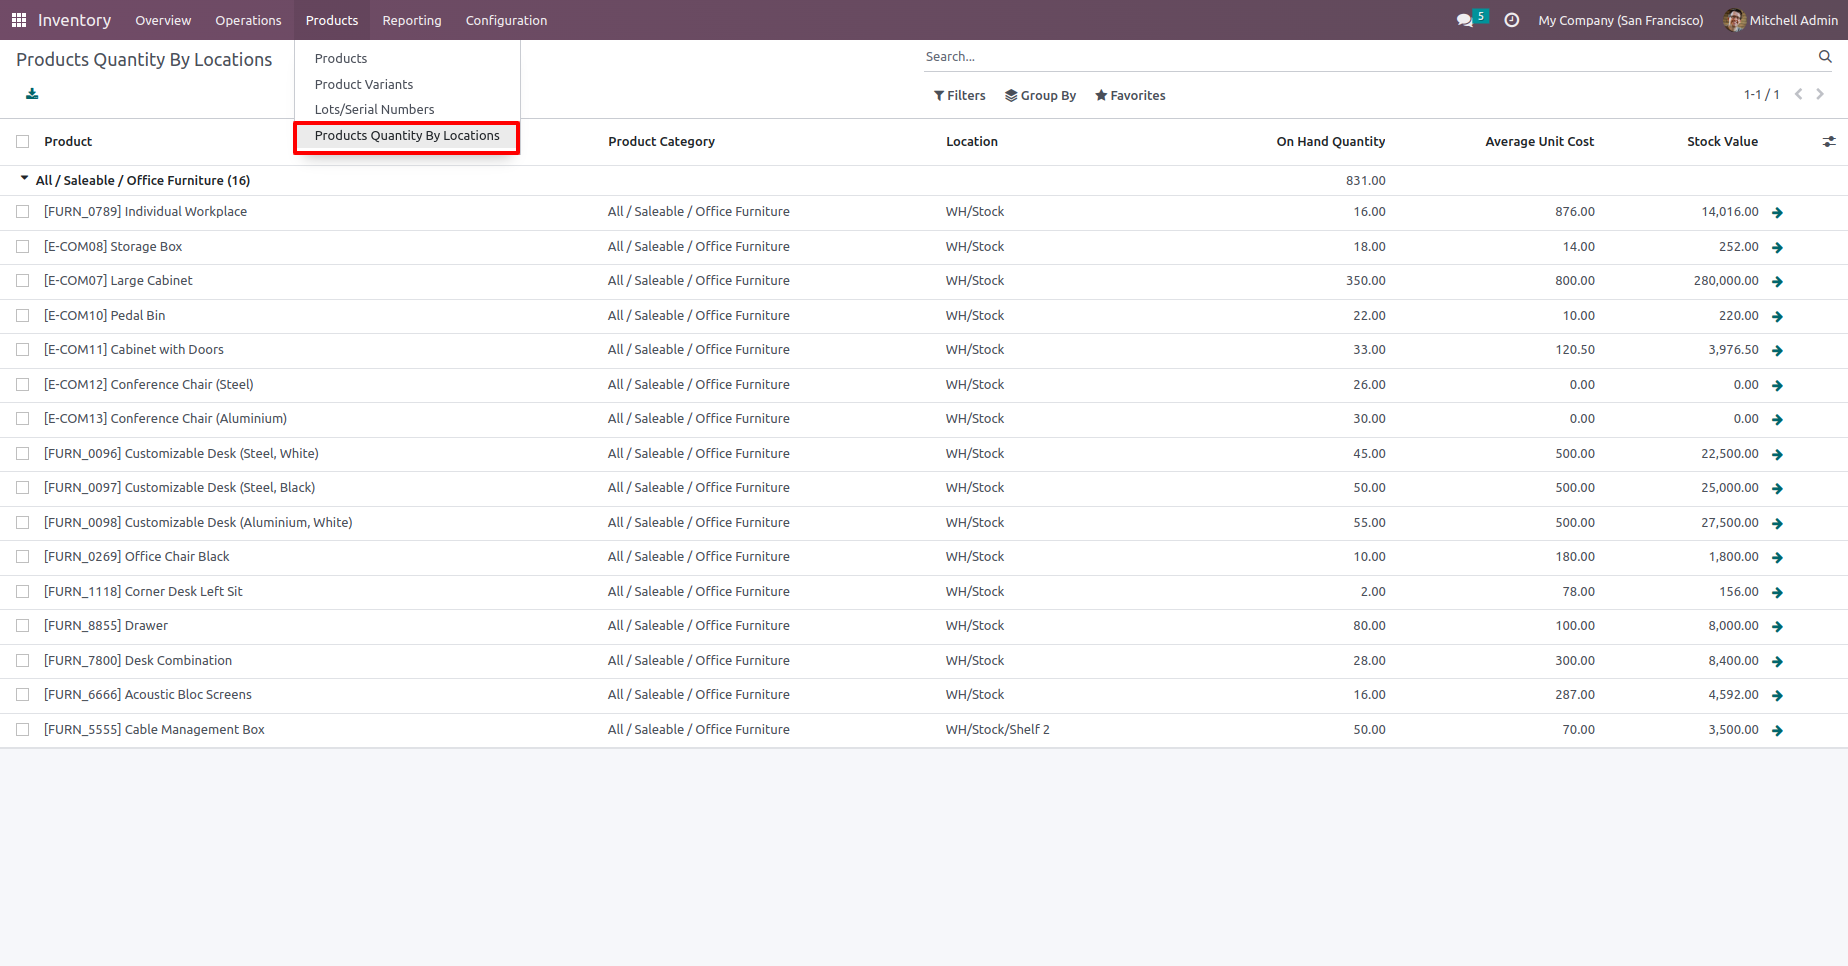 Inventory Overview Operations Products Reporting Configuration 5 My Company (San Francisco) Mitchell Admin
Products Quantity By Locations
Search...
Products
Product Variants
Lots/Serial Numbers
Products Quantity By Locations
Filters Group By Favorites 1-1 / 1
Product Product Category Location On Hand Quantity Average Unit Cost Stock Value
All / Saleable / Office Furniture (16) 831.00
[FURN_0789] Individual Workplace All / Saleable / Office Furniture WH/Stock 16.00 876.00 14,016.00
[E-COM08] Storage Box All / Saleable / Office Furniture WH/Stock 18.00 14.00 252.00
[E-COM07] Large Cabinet All / Saleable / Office Furniture WH/Stock 350.00 800.00 280,000.00
[E-COM10] Pedal Bin All / Saleable / Office Furniture WH/Stock 22.00 10.00 220.00
[E-COM11] Cabinet with Doors All / Saleable / Office Furniture WH/Stock 33.00 120.50 3,976.50
[E-COM12] Conference Chair (Steel) All / Saleable / Office Furniture WH/Stock 26.00 0.00 0.00
[E-COM13] Conference Chair (Aluminium) All / Saleable / Office Furniture WH/Stock 30.00 0.00 0.00
[FURN_0096] Customizable Desk (Steel, White) All / Saleable / Office Furniture WH/Stock 45.00 500.00 22,500.00
[FURN_0097] Customizable Desk (Steel, Black) All / Saleable / Office Furniture WH/Stock 50.00 500.00 25,000.00
[FURN_0098] Customizable Desk (Aluminium, White) All / Saleable / Office Furniture WH/Stock 55.00 500.00 27,500.00
[FURN_0269] Office Chair Black All / Saleable / Office Furniture WH/Stock 10.00 180.00 1,800.00
[FURN_1118] Corner Desk Left Sit All / Saleable / Office Furniture WH/Stock 2.00 78.00 156.00
[FURN_8855] Drawer All / Saleable / Office Furniture WH/Stock 80.00 100.00 8,000.00
[FURN_7800] Desk Combination All / Saleable / Office Furniture WH/Stock 28.00 300.00 8,400.00
[FURN_6666] Acoustic Bloc Screens All / Saleable / Office Furniture WH/Stock 16.00 287.00 4,592.00
[FURN_5555] Cable Management Box All / Saleable / Office Furniture WH/Stock/Shelf 2 50.00 70.00 3,500.00